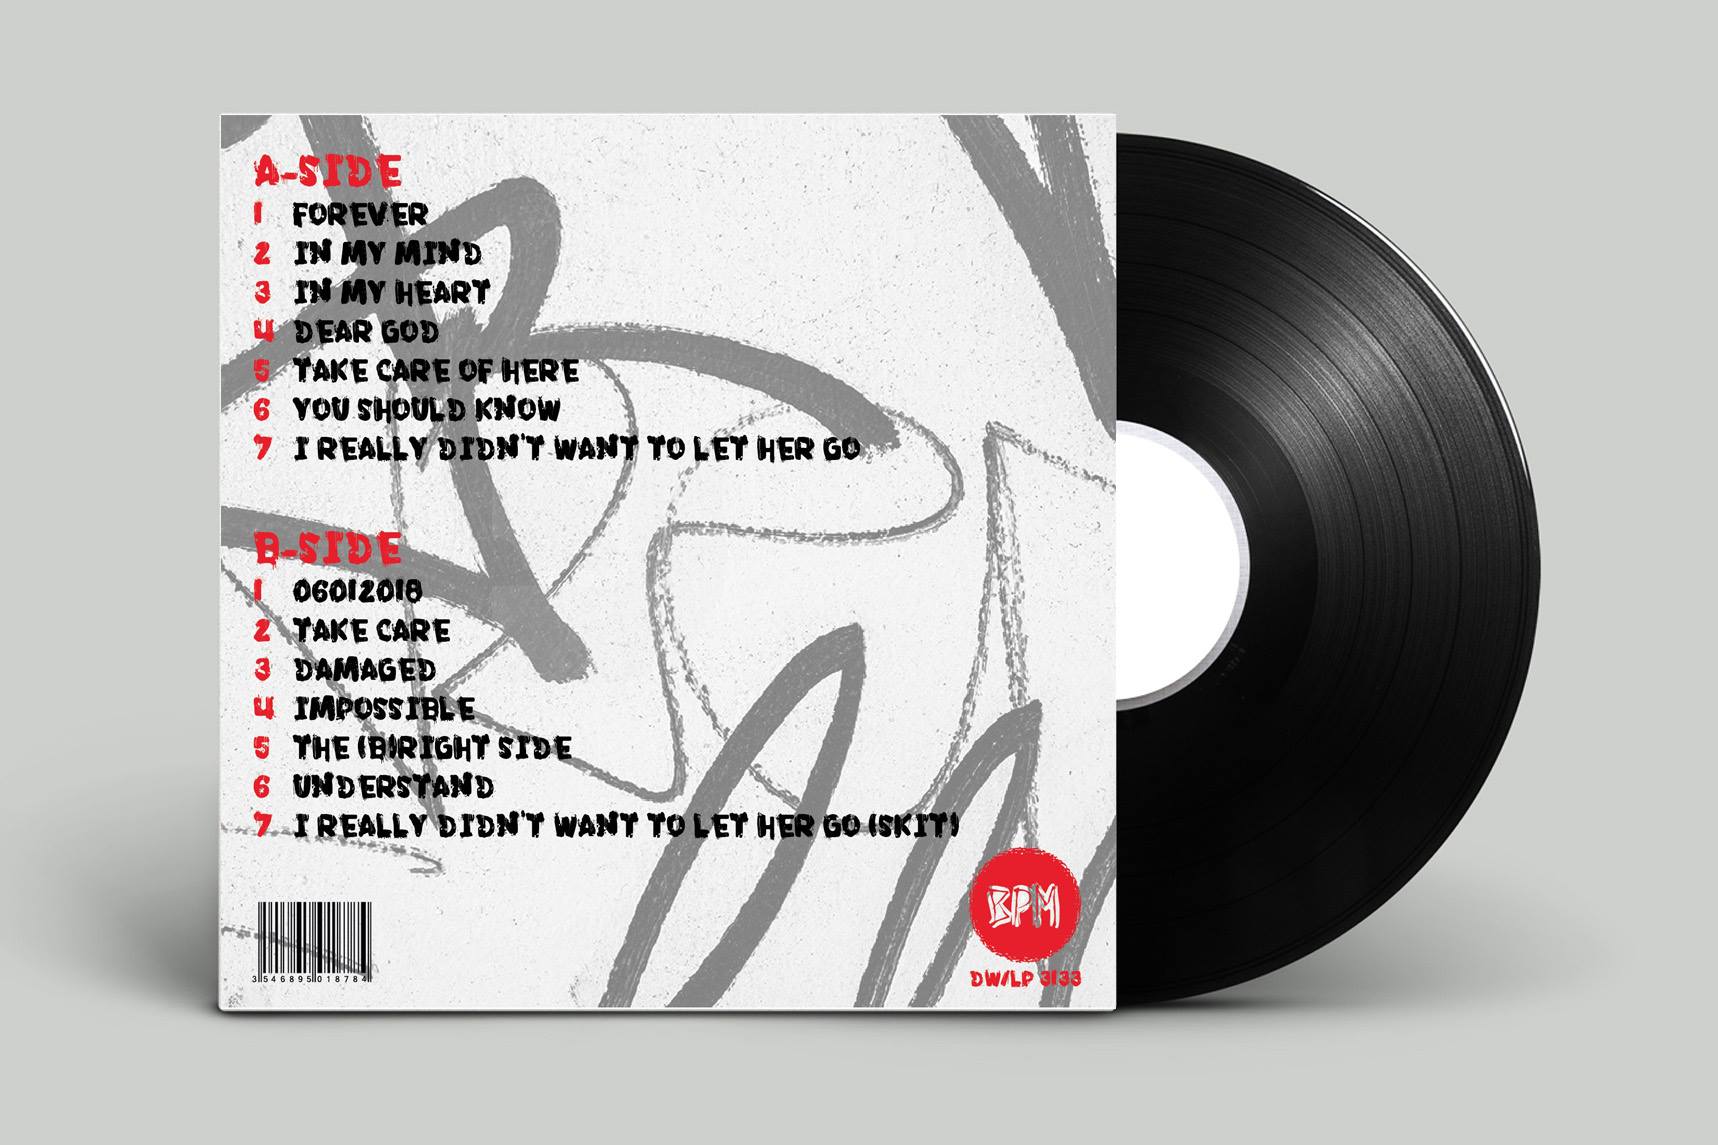 A-SIDE
1 FOREVER
2 IN MY MIND
3 IN MY HEART
4 DEAR GOD
5 TAKE CARE OF HERE
6 YOU SHOULD KNOW
7 I REALLY DIDN'T WANT TO LET HER GO
B-SIDE
1 06012018
2 TAKE CARE
3 DAMAGED
4 IMPOSSIBLE
5 THE (B)RIGHT SIDE
6 UNDERSTAND
7 I REALLY DIDN'T WANT TO LET HER GO (SKIT)
BPM
3 546895 018784
DW/LP 3133